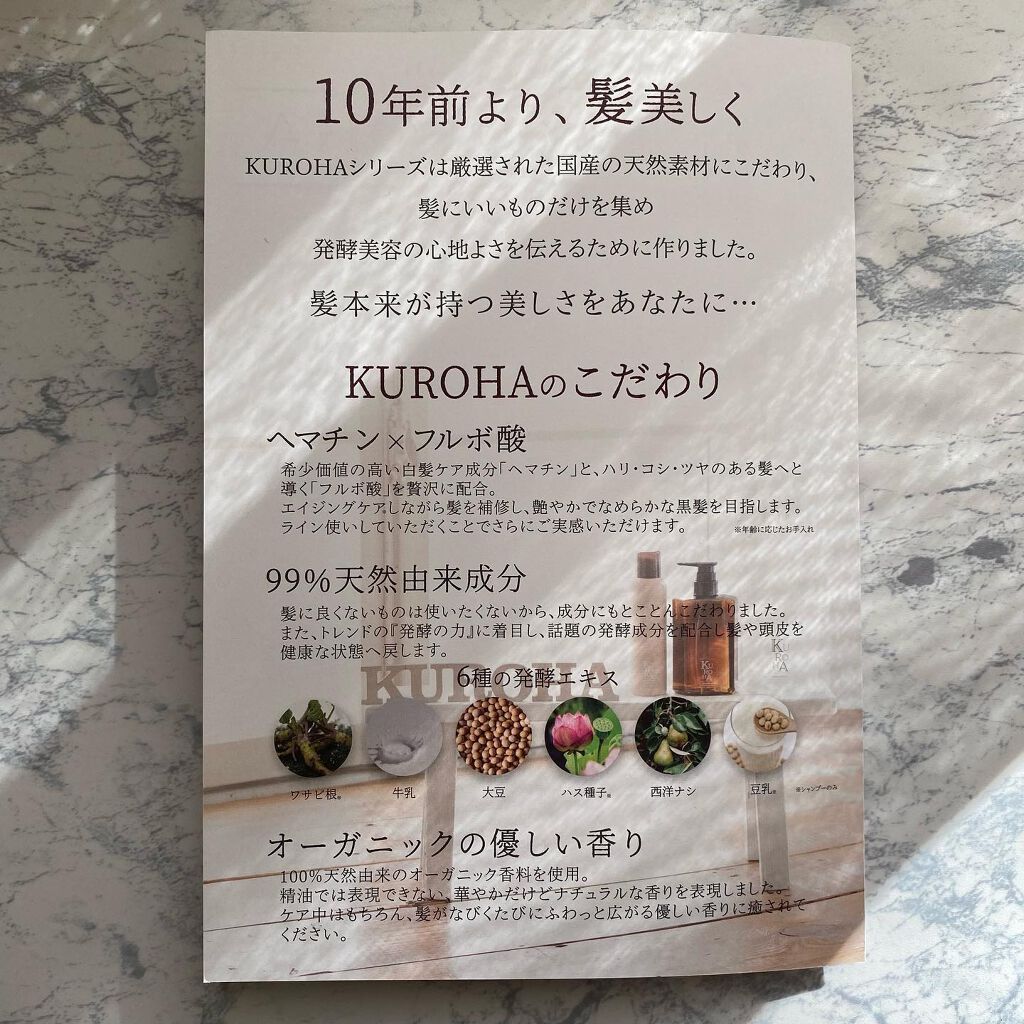 10年前より、髪美しく
KUROHAシリーズは厳選された国産の天然素材にこだわり、
髪にいいものだけを集め
発酵美容の心地よさを伝えるために作りました。
髪本来が持つ美しさをあなたに…
KUROHAのこだわり
ヘマチン×フルボ酸
希少価値の高い白髪ケア成分「ヘマチン」と、ハリ・コシ・ツヤのある髪へと
導く「フルボ酸」を贅沢に配合。
エイジングケアしながら髪を補修し、艶やかでなめらかな黒髪を目指します。
ライン使いしていただくことでさらにご実感いただけます。
※年齢に応じたお手入れ
99%天然由来成分
髪に良くないものは使いたくないから、成分にもとことんこだわりました。
また、トレンドの『発酵の力』に着目し、話題の発酵成分を配合し髪や頭皮を
健康な状態へ戻します。
KUROHA
KUROHA
KUROHA
6種の発酵エキス
ワサビ根※
牛乳
大豆
ハス種子※
西洋ナシ
豆乳※
※シャンプーのみ
オーガニックの優しい香り
100%天然由来のオーガニック香料を使用。
精油では表現できない、華やかだけどナチュラルな香りを表現しました。
ケア中はもちろん、髪がなびくたびにふわっと広がる優しい香りに癒されて
ください。